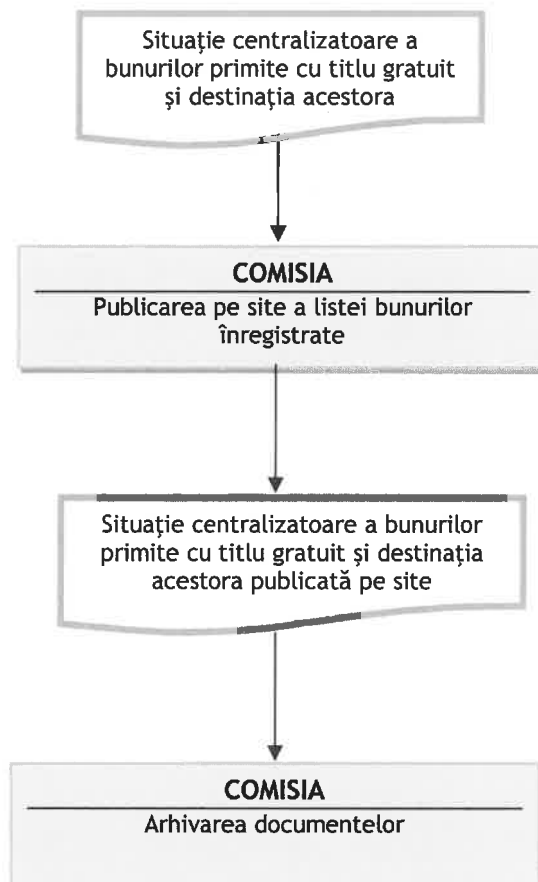 Situaţie centralizatoare a
bunurilor primite cu titlu gratuit
şi destinaţia acestora
COMISIA
Publicarea pe site a listei bunurilor
înregistrate
Situaţie centralizatoare a bunurilor
primite cu titlu gratuit şi destinaţia
acestora publicată pe site
COMISIA
Arhivarea documentelor